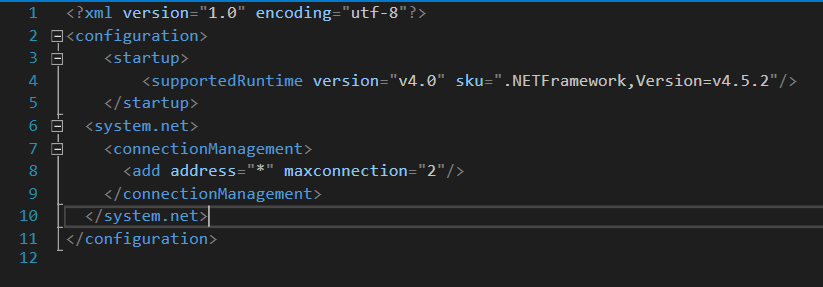 1 <?xml version="1.0" encoding="utf-8"?>
2 <configuration>
3 <startup>
4 <supportedRuntime version="v4.0" sku=".NETFramework,Version=v4.5.2"/>
5 </startup>
6 <system.net>
7 <connectionManagement>
8 <add address="*" maxconnection="2"/>
9 </connectionManagement>
10 </system.net>
11 </configuration>
12